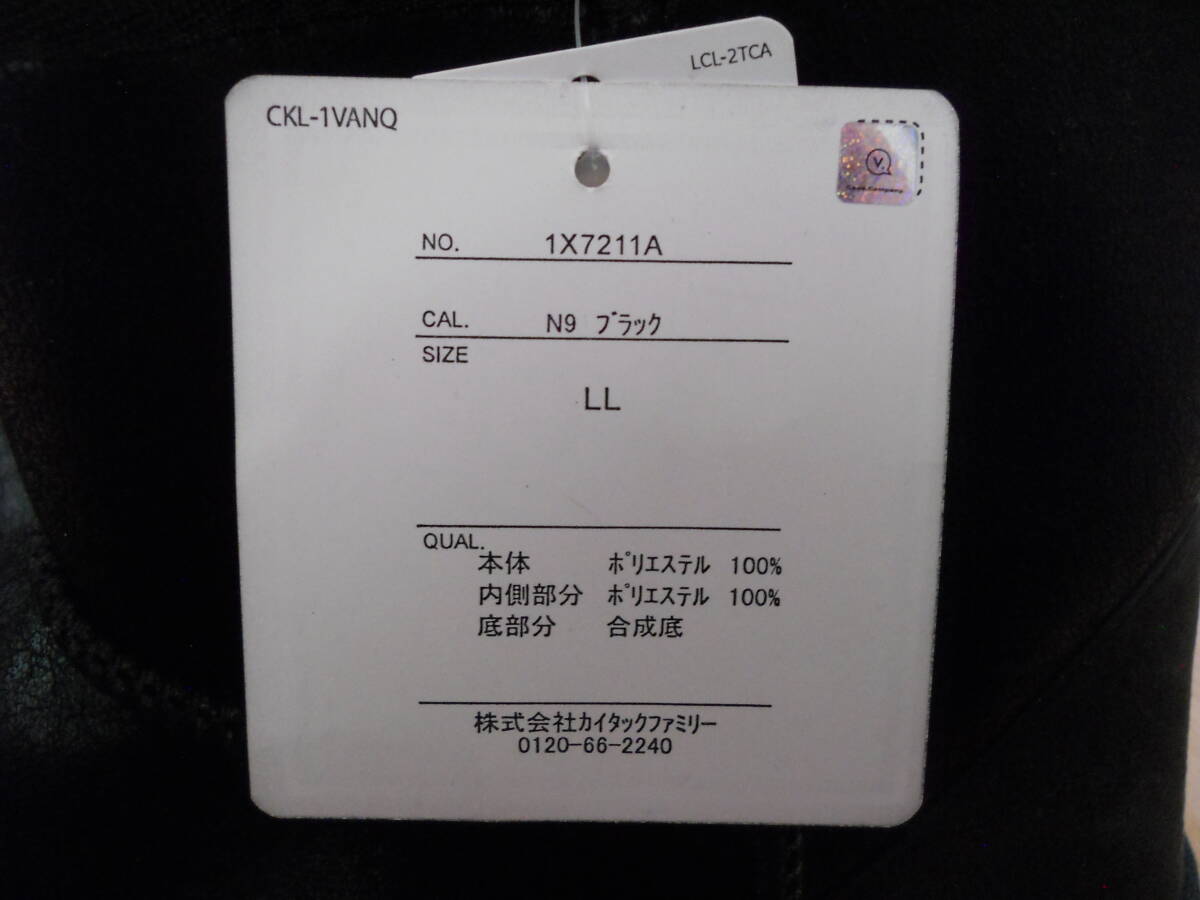 LCL-2TCA
CKL-1VANQ
V.
NO. 1X7211A
CAL. N9 ﾌﾞﾗｯｸ
SIZE
LL
QUAL.
本体 ﾎﾟﾘｴｽﾃﾙ 100%
内側部分 ﾎﾟﾘｴｽﾃﾙ 100%
底部分 合成底
株式会社ｶｲﾀｯｸﾌｧﾐﾘｰ
0120-66-2240